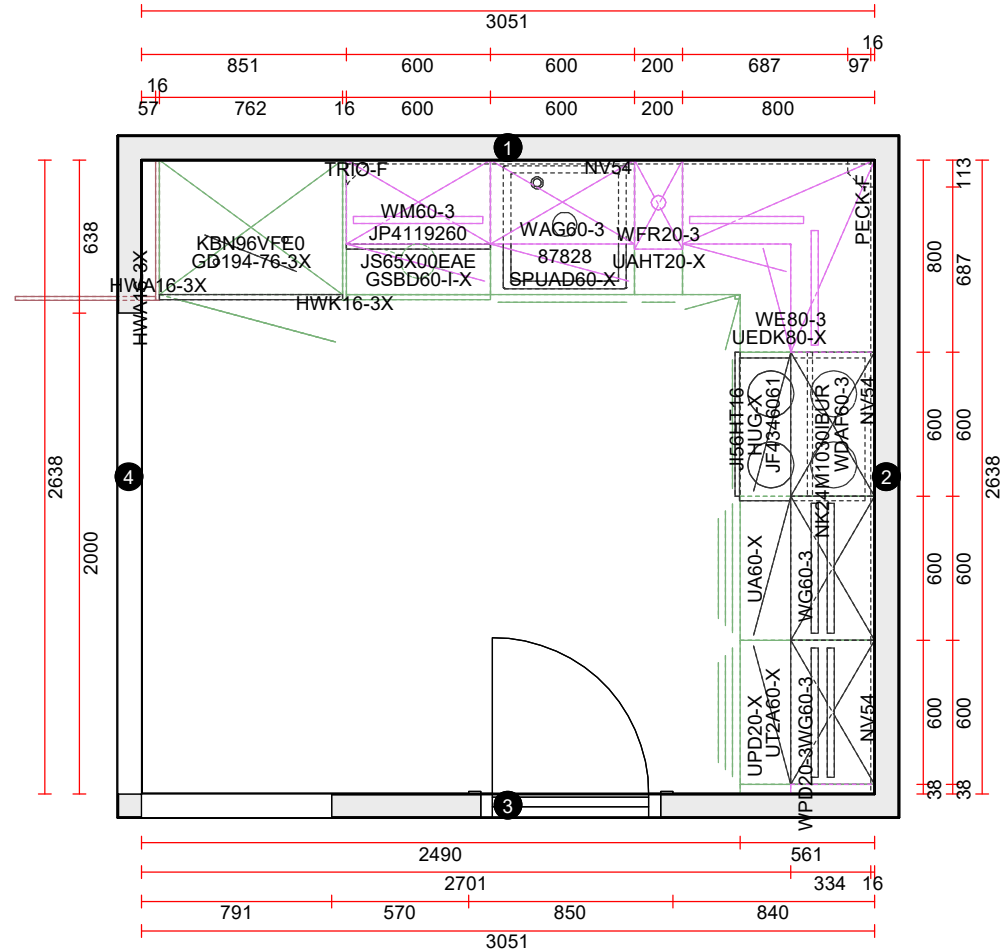 3051
16
851 600 600 200 687 97
16
57 762 16 600 600 200 800
1
TRIO-F NV54
WM60-3 WAG60-3 WFR20-3 PECK-F
JP4119260
KBN96VFE0 JS65X00EAE 87828 UAHT20-X
GD194-76-3X GSBD60-I-X SPUAD60-X
HWA16-3X
HWA16-3X
HWK16-3X
WE80-3
UEDK80-X
638
2638
2000
4
113
800
687
600 600
2638
600 600
600 600
38 38
2
JI56HT16
HUG-X
JF4346061
NK24M1030IBUR
WDAF60-3
NV54
UA60-X
WG60-3
UPD20-X
UT2A60-X
WPD20-3WG60-3
NV54
3
2490 561
2701 334 16
791 570 850 840
3051